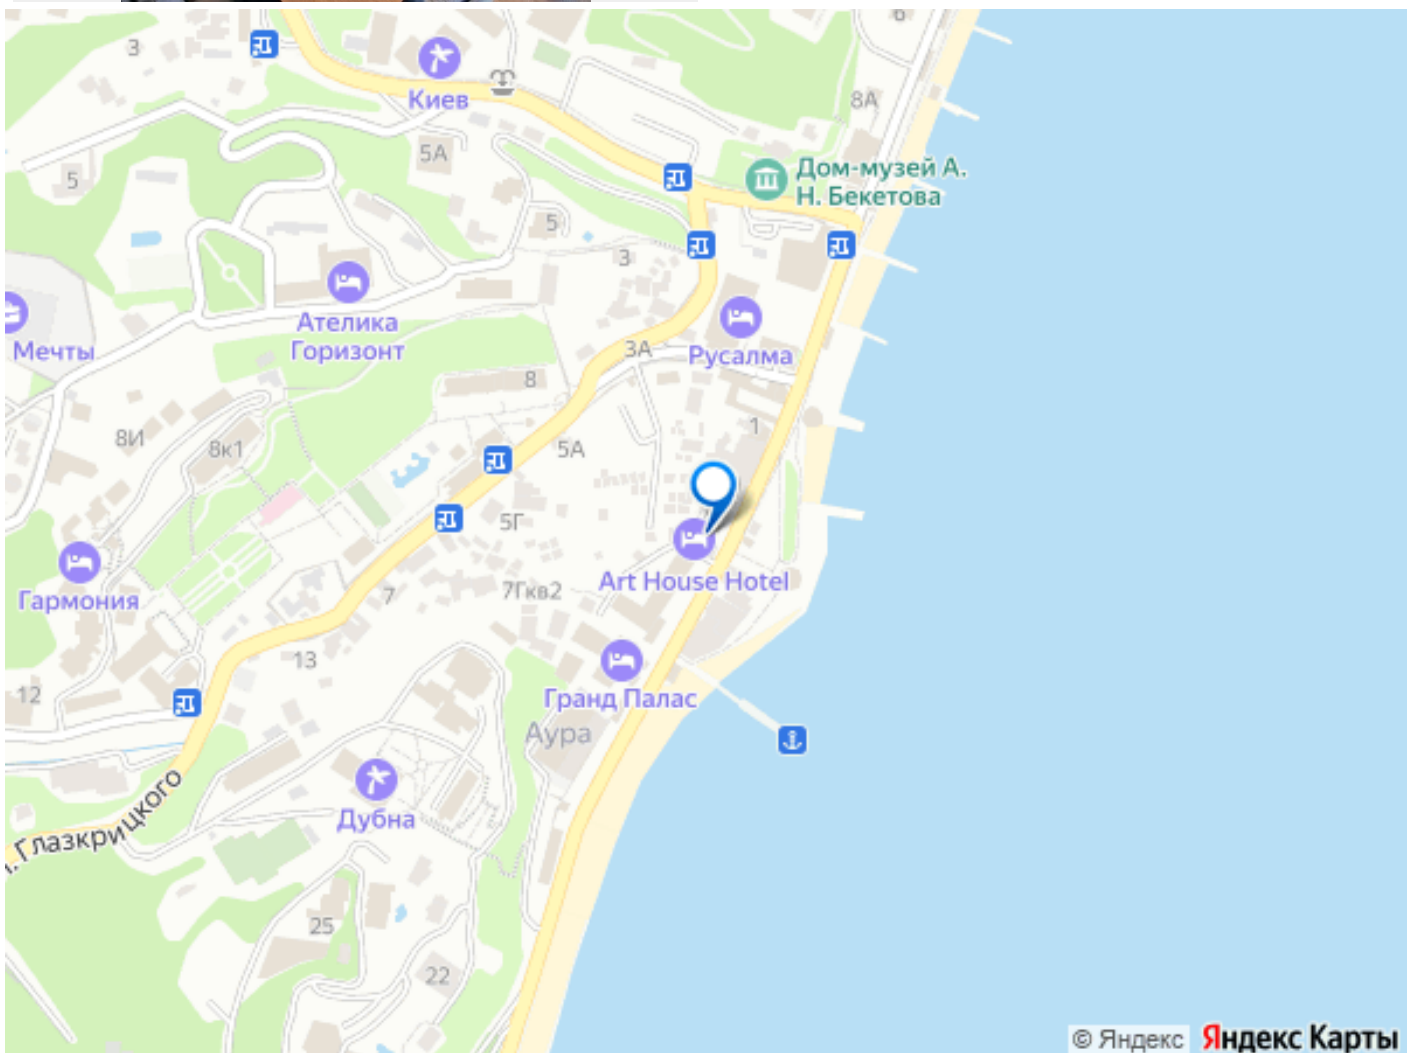 3
6
Киев
8А
5А
Дом-музей А.
Н. Бекетова
5
5
3
Ателика
Горизонт
Мечты
3А
Русалма
8
1
8И
8к1
5А
5Г
Art House Hotel
7Гкв2
7
Гармония
13
Гранд Палас
12
Аура
Дубна
. Глазкрицкого
25
22
© Яндекс Яндекс Карты